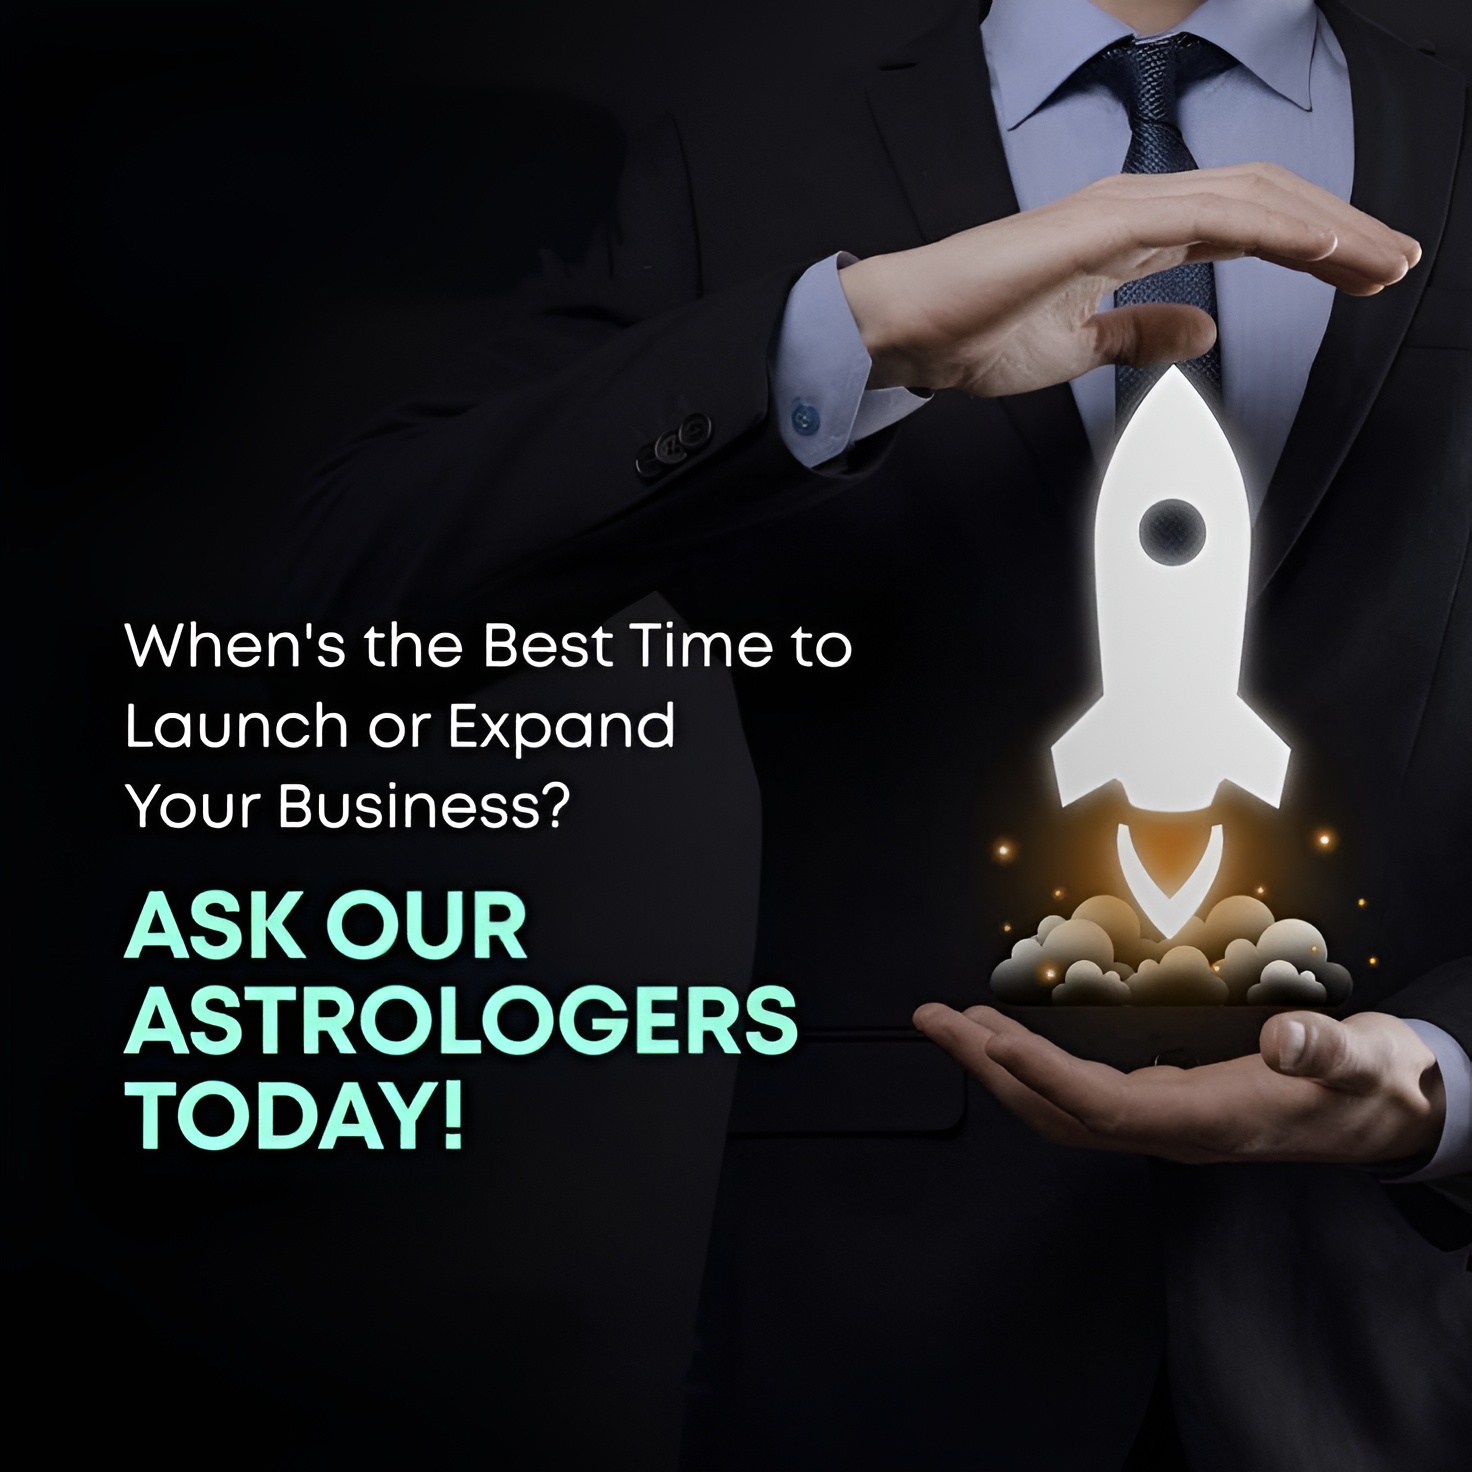 When's the Best Time to
Launch or Expand
Your Business?
ASK OUR
ASTROLOGERS
TODAY!